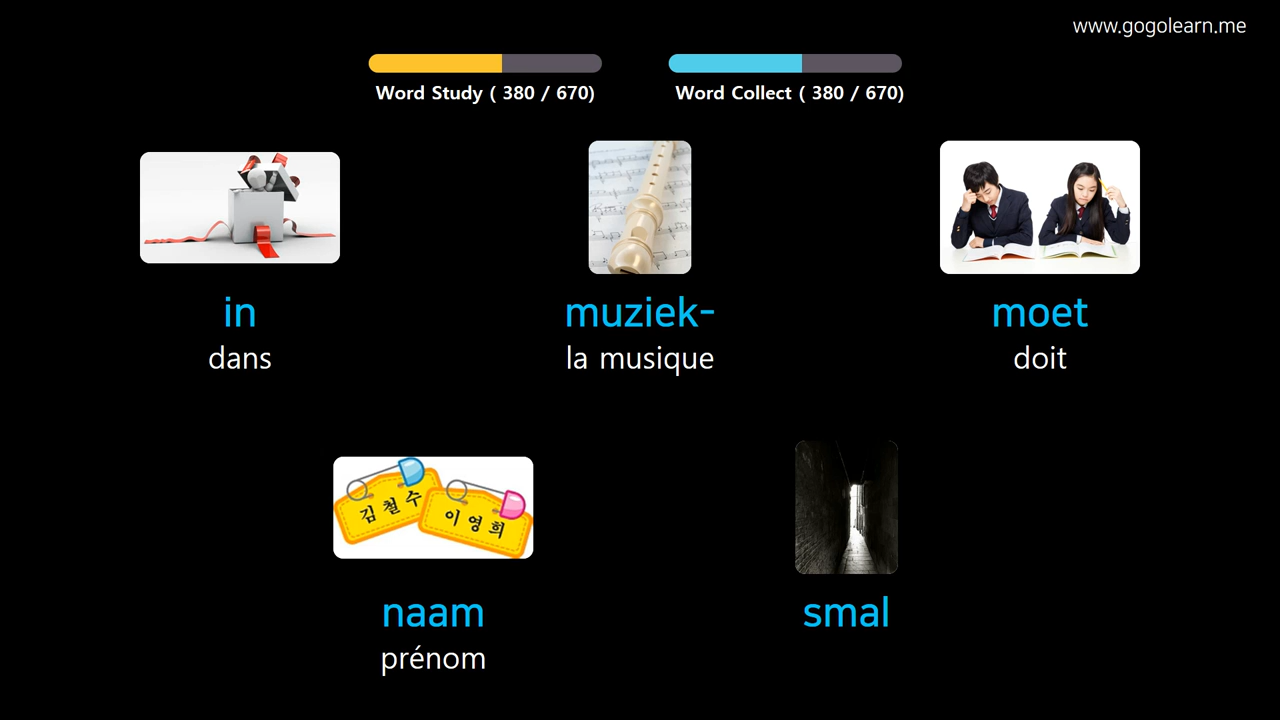 www.gogolearn.me
Word Study ( 380 / 670)
Word Collect ( 380 / 670)
in
dans
muziek-
la musique
moet
doit
김철수
이영희
naam
prénom
smal